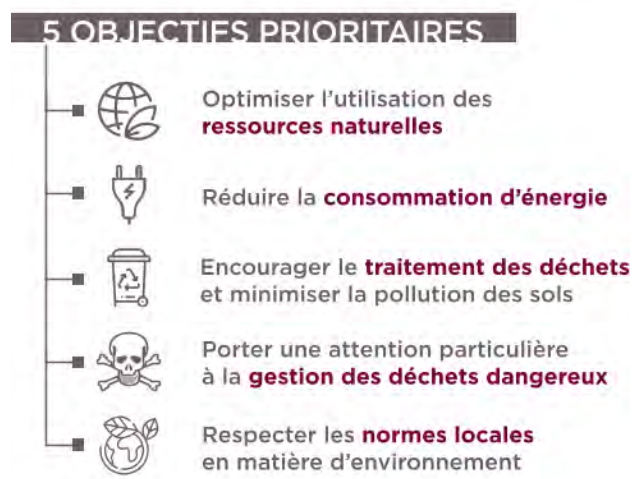 5 OBJECTIFS PRIORITAIRES
Optimiser l'utilisation des
ressources naturelles
Réduire la consommation d'énergie
Encourager le traitement des déchets
et minimiser la pollution des sols
Porter une attention particulière
à la gestion des déchets dangereux
Respecter les normes locales
en matière d'environnement